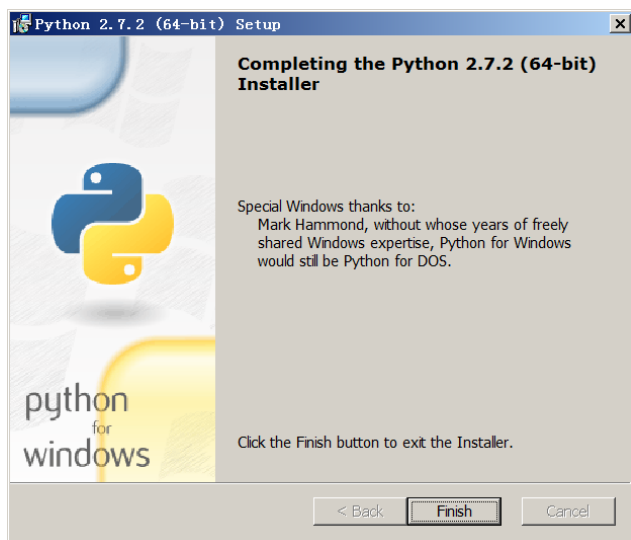 Python 2.7.2 (64-bit) Setup
Completing the Python 2.7.2 (64-bit)
Installer
Special Windows thanks to:
Mark Hammond, without whose years of freely
shared Windows expertise, Python for Windows
would still be Python for DOS.
python
for
windows
Click the Finish button to exit the Installer.
< Back
Finish
Cancel